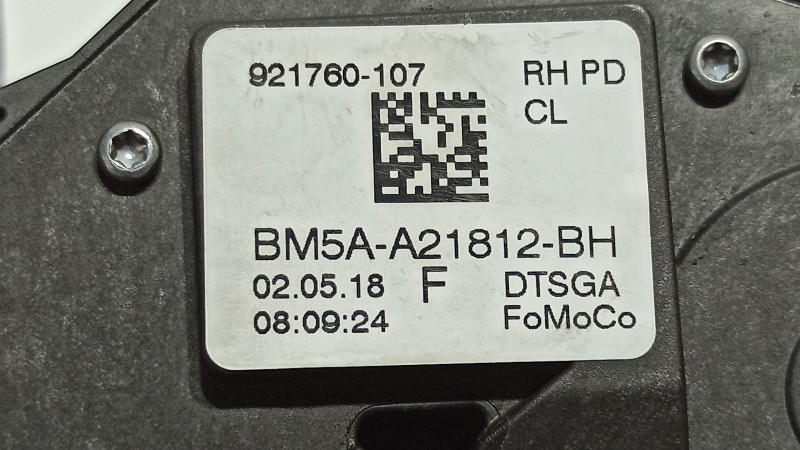 921760-107 RH PD
CL
BM5A-A21812-BH
02.05.18 F DTSGA
08:09:24 FoMoCo